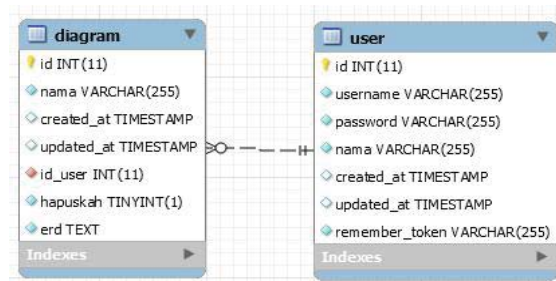 diagram
id INT(11)
nama VARCHAR(255)
created_at TIMESTAMP
updated_at TIMESTAMP
id_user INT(11)
hapuskah TINYINT(1)
erd TEXT
Indexes
user
id INT(11)
username VARCHAR(255)
password VARCHAR(255)
nama VARCHAR(255)
created_at TIMESTAMP
updated_at TIMESTAMP
remember_token VARCHAR(255)
Indexes